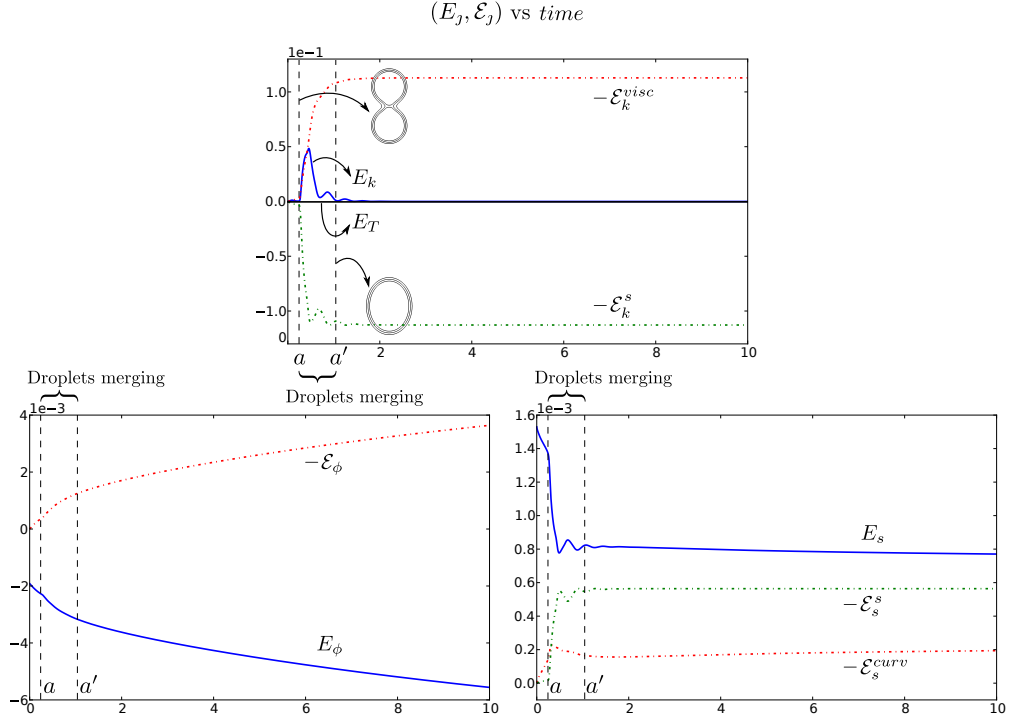 (E_J, ℰ_J) vs time
1e−1
1.0
0.5
0.0
−0.5
−1.0
0
−ℰ_k^{visc}
E_k
E_T
−ℰ_k^s
2 4 6 8 10
a a′
Droplets merging
Droplets merging
1e−3
4
2
0
−2
−4
−6
−ℰ_ϕ
E_ϕ
a a′
0 2 4 6 8 10
Droplets merging
1e−3
1.6
1.4
1.2
1.0
0.8
0.6
0.4
0.2
0.0
E_s
−ℰ_s^s
−ℰ_s^{curv}
a a′
0 2 4 6 8 10